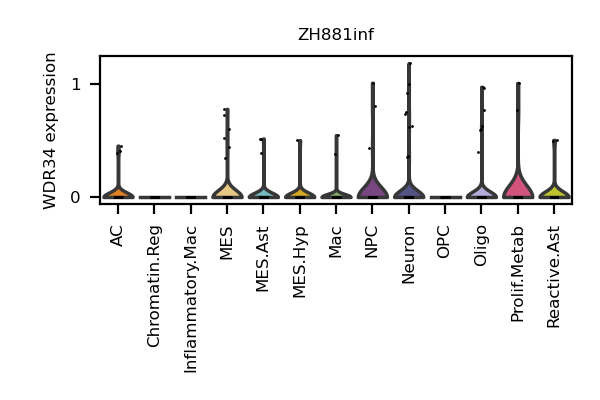 ZH881inf
WDR34 expression
1
0
AC
Chromatin.Reg
Inflammatory.Mac
MES
MES.Ast
MES.Hyp
Mac
NPC
Neuron
OPC
Oligo
Prolif.Metab
Reactive.Ast